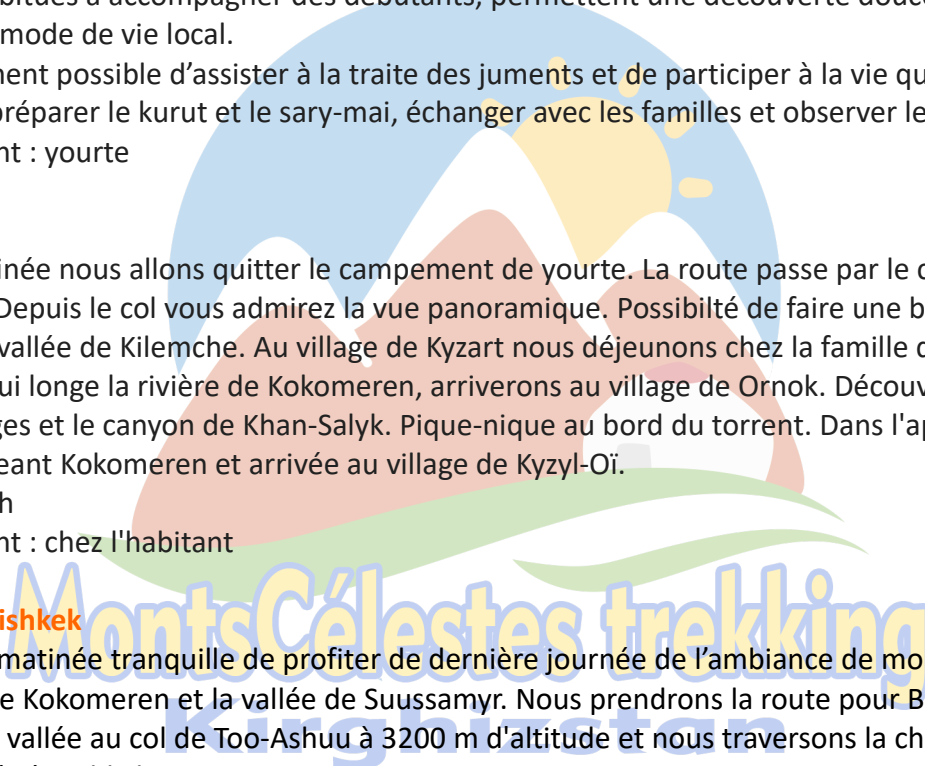 bitués à accompagner des débutants, permettent une découverte douce
mode de vie local.
ment possible d’assister à la traite des juments et de participer à la vie qu
préparer le kurut et le sary-mai, échanger avec les familles et observer le
nt : yourte
inée nous allons quitter le campement de yourte. La route passe par le c
Depuis le col vous admirez la vue panoramique. Possibilté de faire une b
vallée de Kilemche. Au village de Kyzart nous déjeunons chez la famille
ui longe la rivière de Kokomeren, arriverons au village de Ornok. Découv
ges et le canyon de Khan-Salyk. Pique-nique au bord du torrent. Dans l'ap
eant Kokomeren et arrivée au village de Kyzyl-Oï.
h
nt : chez l'habitant
MontsCélestes trekking
ishkek
matinée tranquille de profiter de dernière journée de l’ambiance de mo
e Kokomeren et la vallée de Suussamyr. Nous prendrons la route pour B
Kirghizstan
vallée au col de Too-Ashuu à 3200 m d'altitude et nous traversons la ch